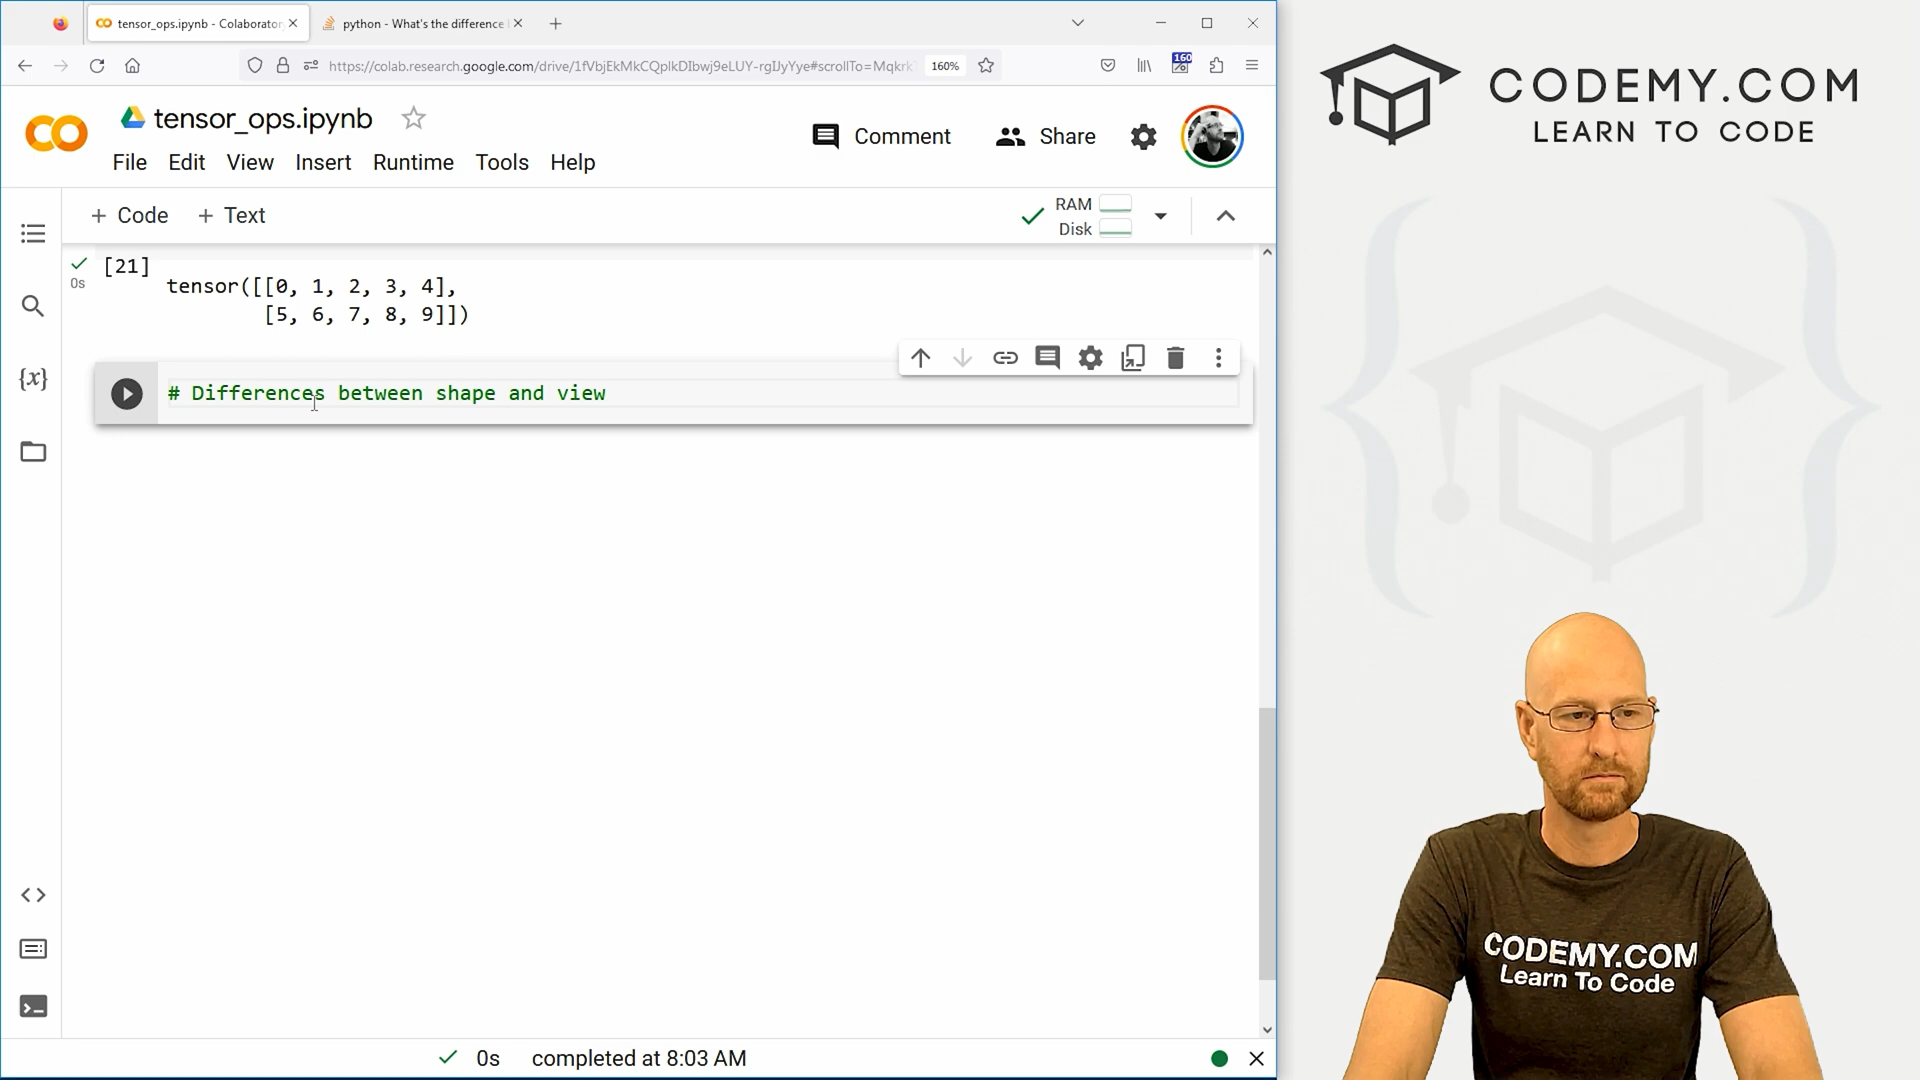 tensor_ops.ipynb - Colaborator
python - What's the difference
https://colab.research.google.com/drive/1fVbjEkMkCQplkDIbwj9eLUY-rgIJyYye#scrollTo=Mqkrk
160%
160
tensor_ops.ipynb
File Edit View Insert Runtime Tools Help
Comment
Share
+ Code + Text
RAM
Disk
[21]
0s
tensor([[0, 1, 2, 3, 4],
[5, 6, 7, 8, 9]])
# Differences between shape and view
{x}
0s completed at 8:03 AM
CODEMY.COM
LEARN TO CODE
CODEMY.COM
Learn To Code